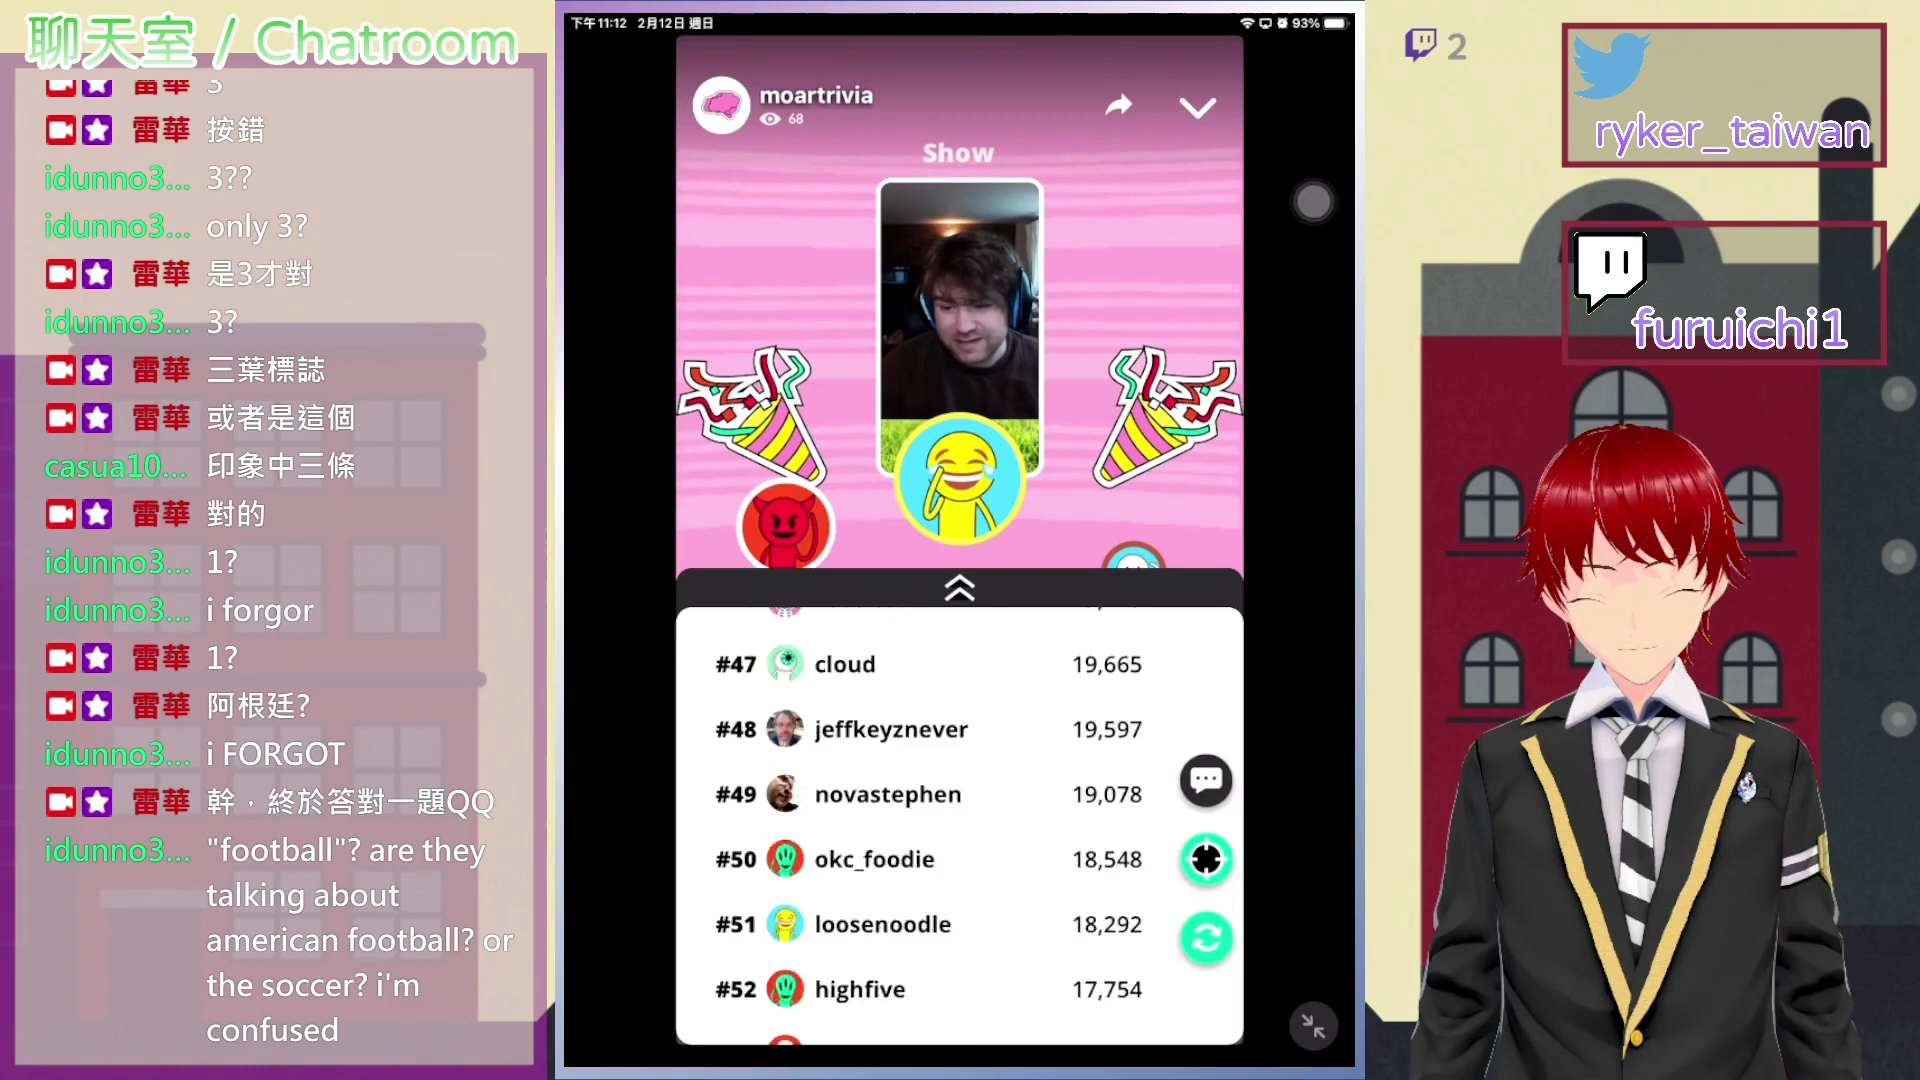 聊天室 / Chatroom
雷華 3
雷華 按錯
idunno3... 3??
idunno3... only 3?
雷華 是3才對
idunno3... 3?
雷華 三葉標誌
雷華 或者是這個
casua10... 印象中三條
雷華 對的
idunno3... 1?
idunno3... i forgor
雷華 1?
雷華 阿根廷?
idunno3... i FORGOT
雷華 幹，終於答對一題QQ
idunno3... "football"? are they
talking about
american football? or
the soccer? i'm
confused
下午11:12 2月12日 週日
93%
moartrivia
68
Show
#47 cloud 19,665
#48 jeffkeyznever 19,597
#49 novastephen 19,078
#50 okc_foodie 18,548
#51 loosenoodle 18,292
#52 highfive 17,754
2
ryker_taiwan
furuichi1